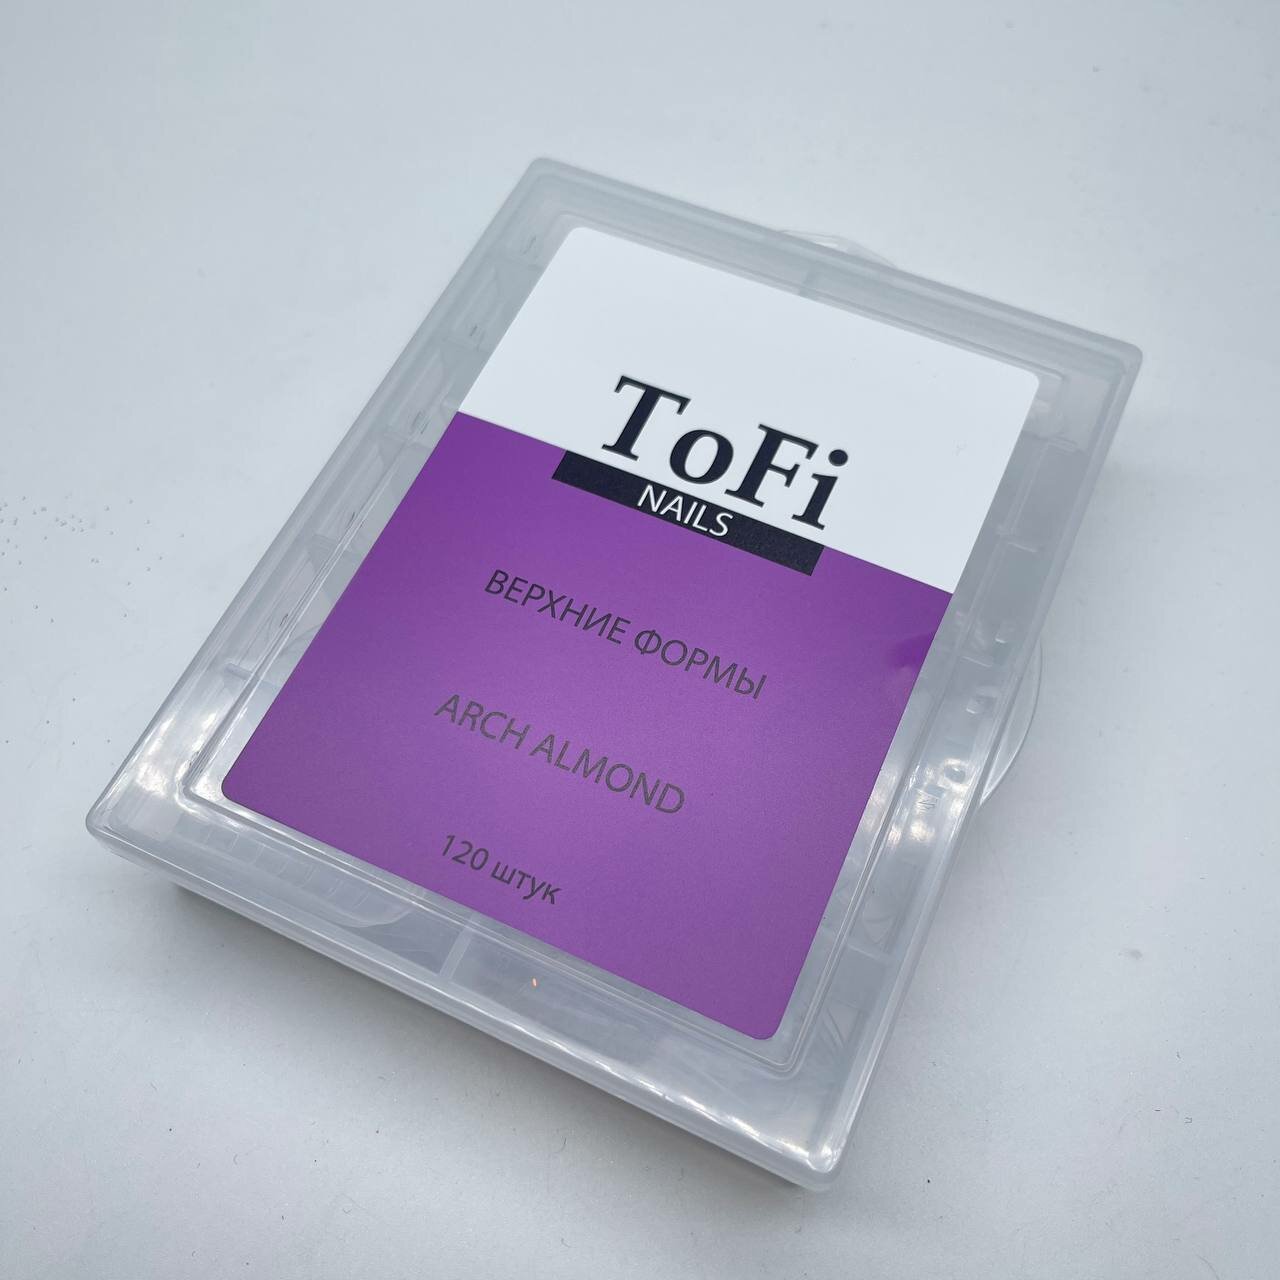 ToFi
NAILS
ВЕРХНИЕ ФОРМЫ
ARCH ALMOND
120 штук